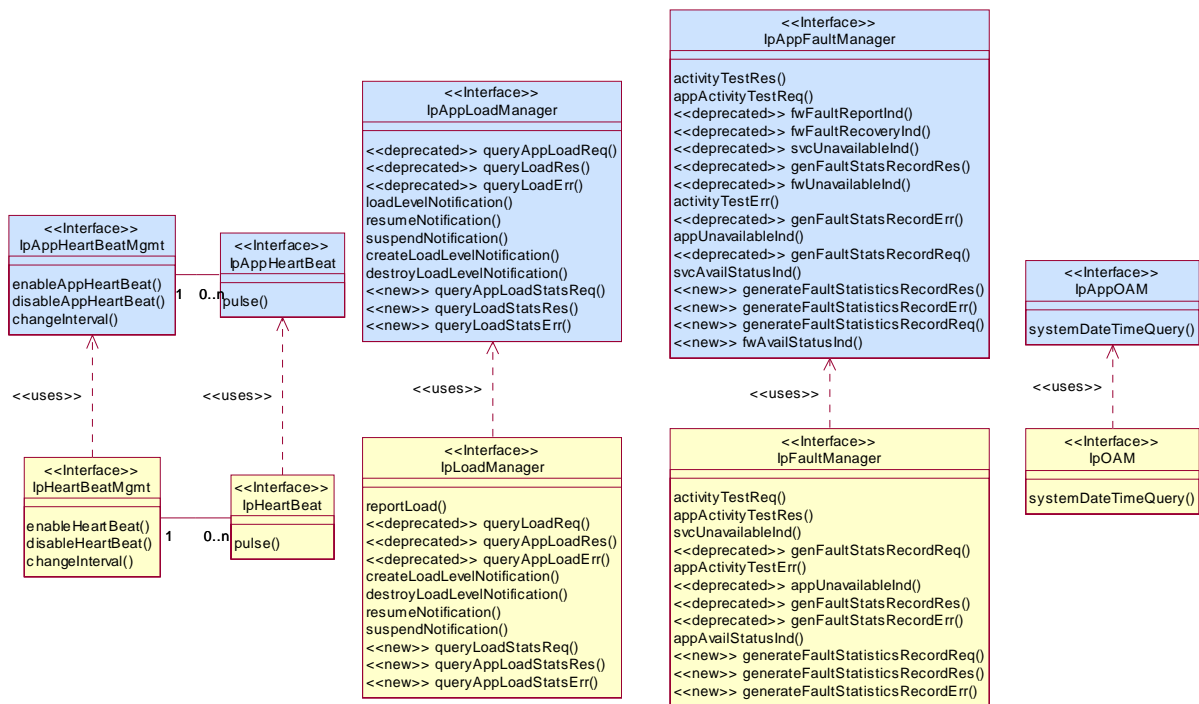 <<Interface>>
IpAppHeartBeatMgmt
enableAppHeartBeat()
disableAppHeartBeat()
changeInterval()
1
0..n
<<Interface>>
IpAppHeartBeat
pulse()
<<Interface>>
IpAppLoadManager
<<deprecated>> queryAppLoadReq()
<<deprecated>> queryLoadRes()
<<deprecated>> queryLoadErr()
loadLevelNotification()
resumeNotification()
suspendNotification()
createLoadLevelNotification()
destroyLoadLevelNotification()
<<new>> queryAppLoadStatsReq()
<<new>> queryLoadStatsRes()
<<new>> queryLoadStatsErr()
<<Interface>>
IpAppFaultManager
activityTestRes()
appActivityTestReq()
<<deprecated>> fwFaultReportInd()
<<deprecated>> fwFaultRecoveryInd()
<<deprecated>> svcUnavailableInd()
<<deprecated>> genFaultStatsRecordRes()
<<deprecated>> fwUnavailableInd()
activityTestErr()
<<deprecated>> genFaultStatsRecordErr()
appUnavailableInd()
<<deprecated>> genFaultStatsRecordReq()
svcAvailStatusInd()
<<new>> generateFaultStatisticsRecordRes()
<<new>> generateFaultStatisticsRecordErr()
<<new>> generateFaultStatisticsRecordReq()
<<new>> fwAvailStatusInd()
<<Interface>>
IpAppOAM
systemDateTimeQuery()
<<uses>>
<<uses>>
<<uses>>
<<uses>>
<<uses>>
<<Interface>>
IpHeartBeatMgmt
enableHeartBeat()
disableHeartBeat()
changeInterval()
1
0..n
<<Interface>>
IpHeartBeat
pulse()
<<Interface>>
IpLoadManager
reportLoad()
<<deprecated>> queryLoadReq()
<<deprecated>> queryAppLoadRes()
<<deprecated>> queryAppLoadErr()
createLoadLevelNotification()
destroyLoadLevelNotification()
resumeNotification()
suspendNotification()
<<new>> queryLoadStatsReq()
<<new>> queryAppLoadStatsRes()
<<new>> queryAppLoadStatsErr()
<<Interface>>
IpFaultManager
activityTestReq()
appActivityTestRes()
svcUnavailableInd()
<<deprecated>> genFaultStatsRecordReq()
appActivityTestErr()
<<deprecated>> appUnavailableInd()
<<deprecated>> genFaultStatsRecordRes()
<<deprecated>> genFaultStatsRecordErr()
appAvailStatusInd()
<<new>> generateFaultStatisticsRecordReq()
<<new>> generateFaultStatisticsRecordRes()
<<new>> generateFaultStatisticsRecordErr()
<<Interface>>
IpOAM
systemDateTimeQuery()